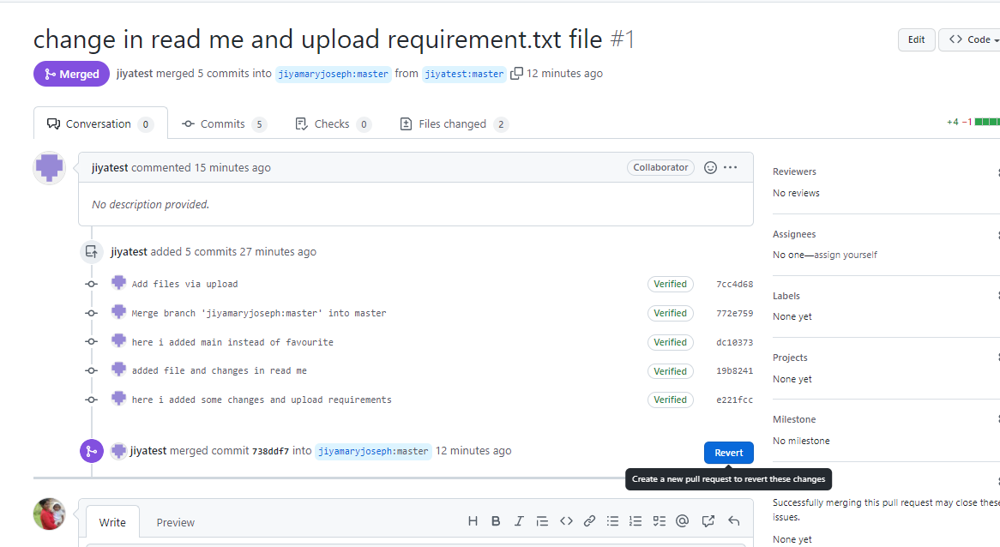 change in read me and upload requirement.txt file #1
Edit
Code
Merged
jiyatest merged 5 commits into jiyamaryjoseph:master from jiyatest:master 12 minutes ago
Conversation 0
Commits 5
Checks 0
Files changed 2
+4 −1
jiyatest commented 15 minutes ago
Collaborator
No description provided.
jiyatest added 5 commits 27 minutes ago
Add files via upload Verified 7cc4d68
Merge branch 'jiyamaryjoseph:master' into master Verified 772e759
here i added main instead of favourite Verified dc10373
added file and changes in read me Verified 19b8241
here i added some changes and upload requirements Verified e221fcc
jiyatest merged commit 738ddf7 into jiyamaryjoseph:master 12 minutes ago
Revert
Create a new pull request to revert these changes
Write
Preview
H B I
Reviewers
No reviews
Assignees
No one—assign yourself
Labels
None yet
Projects
None yet
Milestone
No milestone
Successfully merging this pull request may close these
issues.
None yet